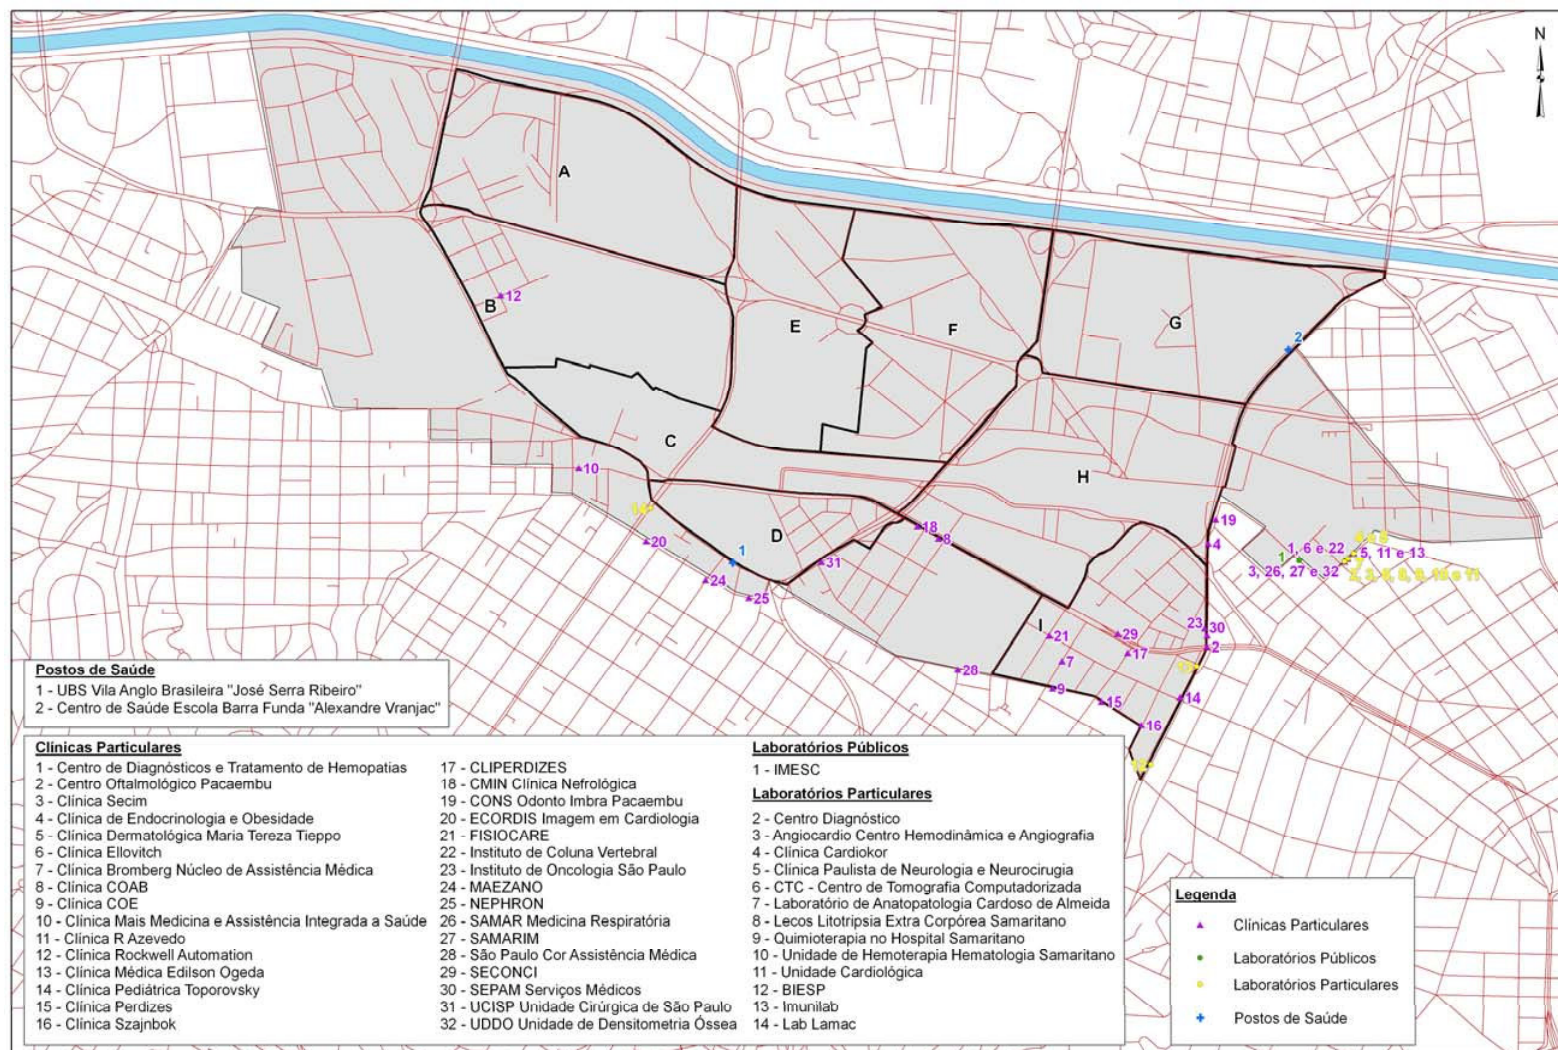 N
A
B
12
E
F
G
2
C
10
H
14
D
18
8
19
4
20
1
31
24
25
1
1, 6 e 22
3, 26, 27 e 32
5, 11 e 13
I
21
29
7
17
23
30
2
28
9
15
14
16
Postos de Saúde
1 - UBS Vila Anglo Brasileira "José Serra Ribeiro"
2 - Centro de Saúde Escola Barra Funda "Alexandre Vranjac"
Clínicas Particulares
1 - Centro de Diagnósticos e Tratamento de Hemopatias
2 - Centro Oftalmológico Pacaembu
3 - Clínica Secim
4 - Clínica de Endocrinologia e Obesidade
5 - Clínica Dermatológica Maria Tereza Tieppo
6 - Clínica Ellovitch
7 - Clínica Bromberg Núcleo de Assistência Médica
8 - Clínica COAB
9 - Clínica COE
10 - Clínica Mais Medicina e Assistência Integrada a Saúde
11 - Clínica R Azevedo
12 - Clínica Rockwell Automation
13 - Clínica Médica Edilson Ogeda
14 - Clínica Pediátrica Toporovsky
15 - Clínica Perdizes
16 - Clínica Szajnbok
17 - CLIPERDIZES
18 - CMIN Clínica Nefrológica
19 - CONS Odonto Imbra Pacaembu
20 - ECORDIS Imagem em Cardiologia
21 - FISIOCARE
22 - Instituto de Coluna Vertebral
23 - Instituto de Oncologia São Paulo
24 - MAEZANO
25 - NEPHRON
26 - SAMAR Medicina Respiratória
27 - SAMARIM
28 - São Paulo Cor Assistência Médica
29 - SECONCI
30 - SEPAM Serviços Médicos
31 - UCISP Unidade Cirúrgica de São Paulo
32 - UDDO Unidade de Densitometria Óssea
Laboratórios Públicos
1 - IMESC
Laboratórios Particulares
2 - Centro Diagnóstico
3 - Angiocardio Centro Hemodinâmica e Angiografia
4 - Clínica Cardiokor
5 - Clínica Paulista de Neurologia e Neurocirugia
6 - CTC - Centro de Tomografia Computadorizada
7 - Laboratório de Anatopatologia Cardoso de Almeida
8 - Lecos Litotripsia Extra Corpórea Samaritano
9 - Quimioterapia no Hospital Samaritano
10 - Unidade de Hemoterapia Hematologia Samaritano
11 - Unidade Cardiológica
12 - BIESP
13 - Imunilab
14 - Lab Lamac
Legenda
Clínicas Particulares
Laboratórios Públicos
Laboratórios Particulares
Postos de Saúde